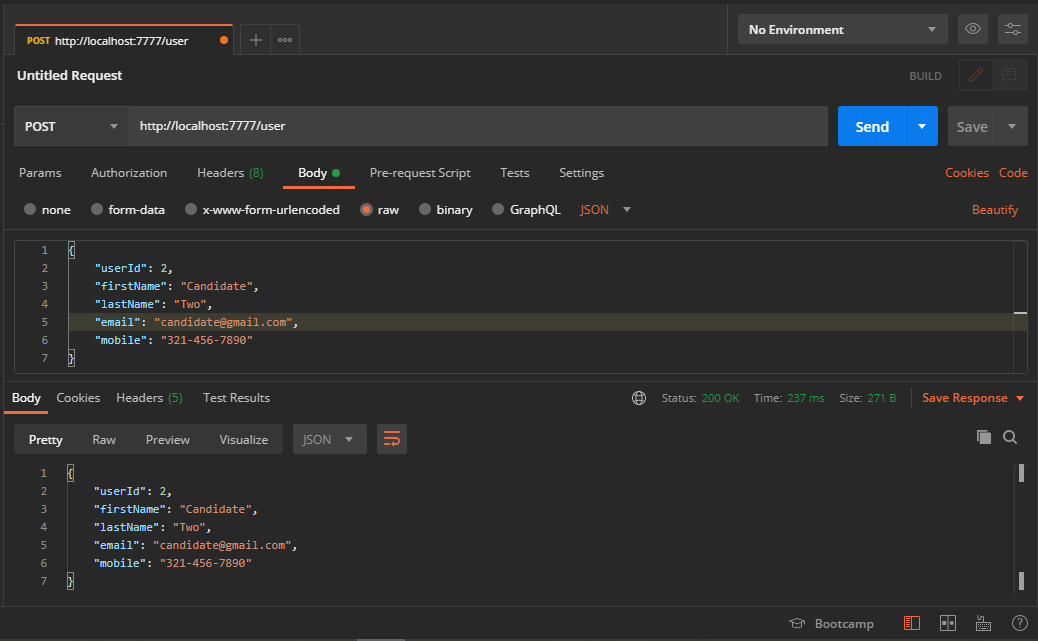 POST http://localhost:7777/user
No Environment
Untitled Request
BUILD
POST http://localhost:7777/user Send Save
Params Authorization Headers (8) Body Pre-request Script Tests Settings Cookies Code
none form-data x-www-form-urlencoded raw binary GraphQL JSON Beautify
1 {
2 "userId": 2,
3 "firstName": "Candidate",
4 "lastName": "Two",
5 "email": "candidate@gmail.com",
6 "mobile": "321-456-7890"
7 }
Body Cookies Headers (5) Test Results Status: 200 OK Time: 237 ms Size: 271 B Save Response
Pretty Raw Preview Visualize JSON
1 {
2 "userId": 2,
3 "firstName": "Candidate",
4 "lastName": "Two",
5 "email": "candidate@gmail.com",
6 "mobile": "321-456-7890"
7 }
Bootcamp